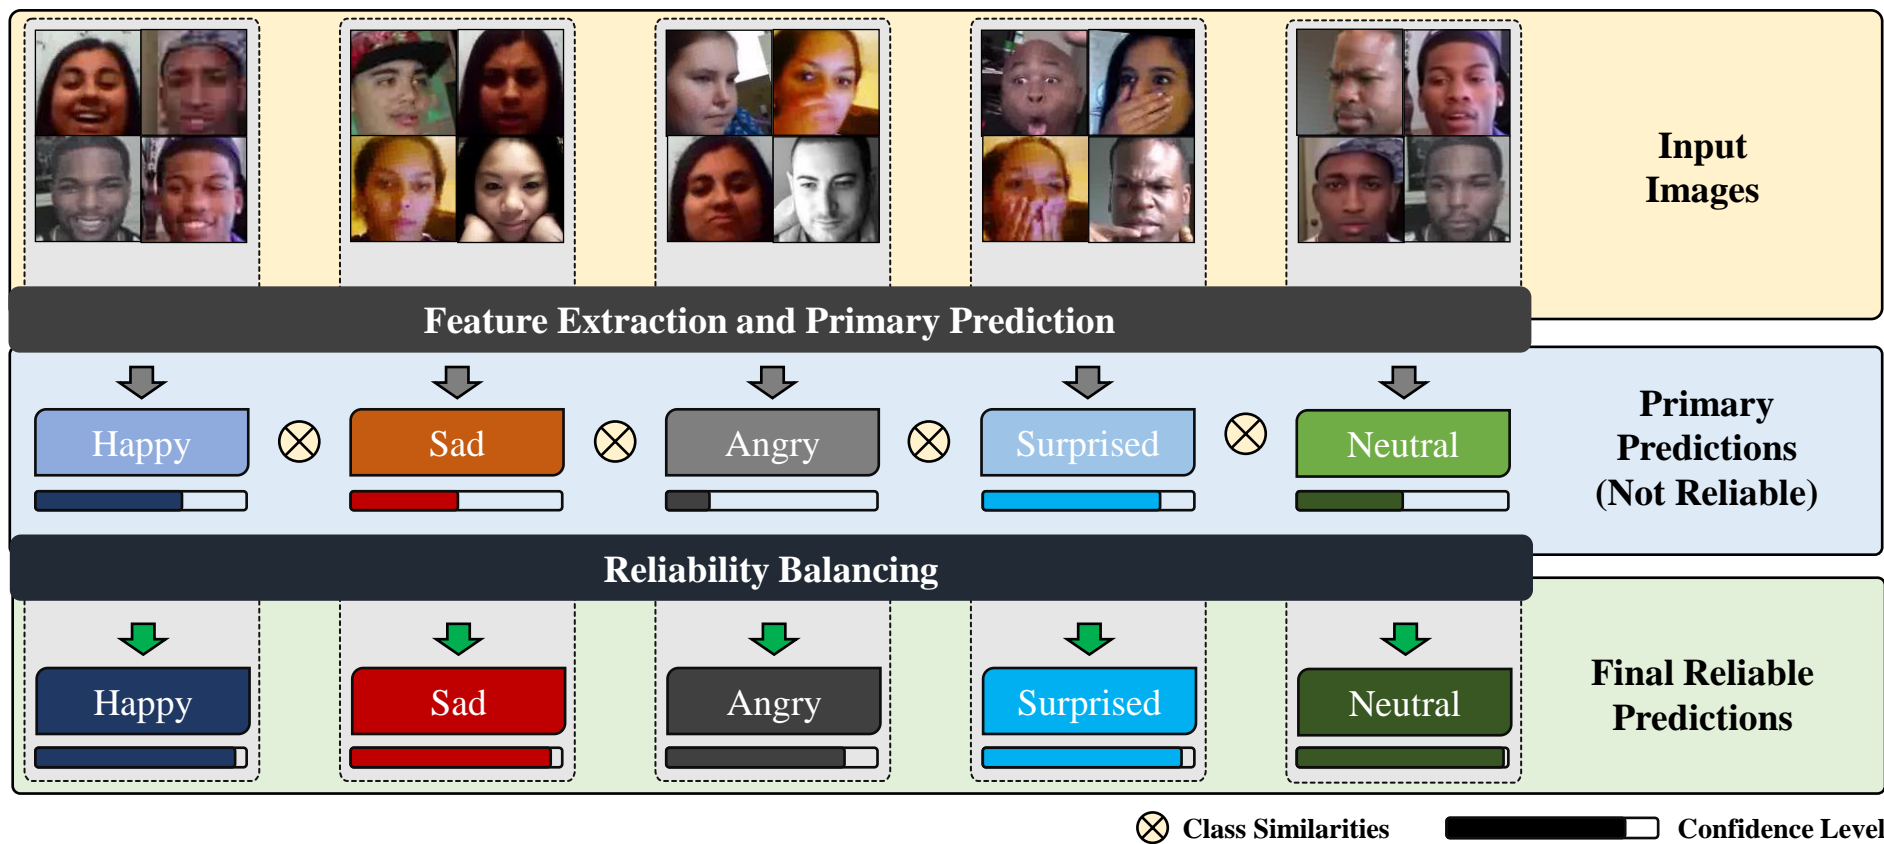 Input
Images
Feature Extraction and Primary Prediction
Happy
Sad
Angry
Surprised
Neutral
Primary
Predictions
(Not Reliable)
Reliability Balancing
Happy
Sad
Angry
Surprised
Neutral
Final Reliable
Predictions
Class Similarities
Confidence Level